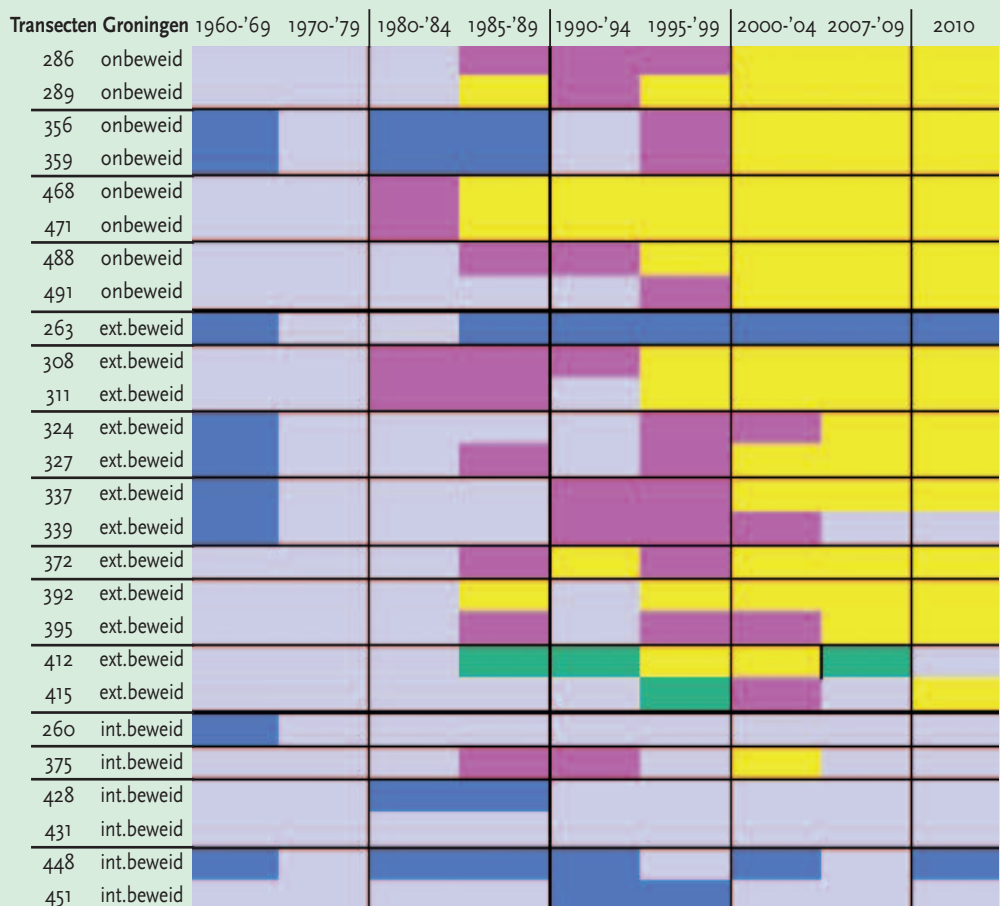 Transecten Groningen 1960-'69 1970-'79 1980-'84 1985-'89 1990-'94 1995-'99 2000-'04 2007-'09 2010
286 onbeweid
289 onbeweid
356 onbeweid
359 onbeweid
468 onbeweid
471 onbeweid
488 onbeweid
491 onbeweid
263 ext.beweid
308 ext.beweid
311 ext.beweid
324 ext.beweid
327 ext.beweid
337 ext.beweid
339 ext.beweid
372 ext.beweid
392 ext.beweid
395 ext.beweid
412 ext.beweid
415 ext.beweid
260 int.beweid
375 int.beweid
428 int.beweid
431 int.beweid
448 int.beweid
451 int.beweid